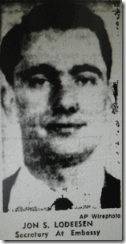 AP Wirephoto
JON S. LODEESEN
Secretary At Embassy